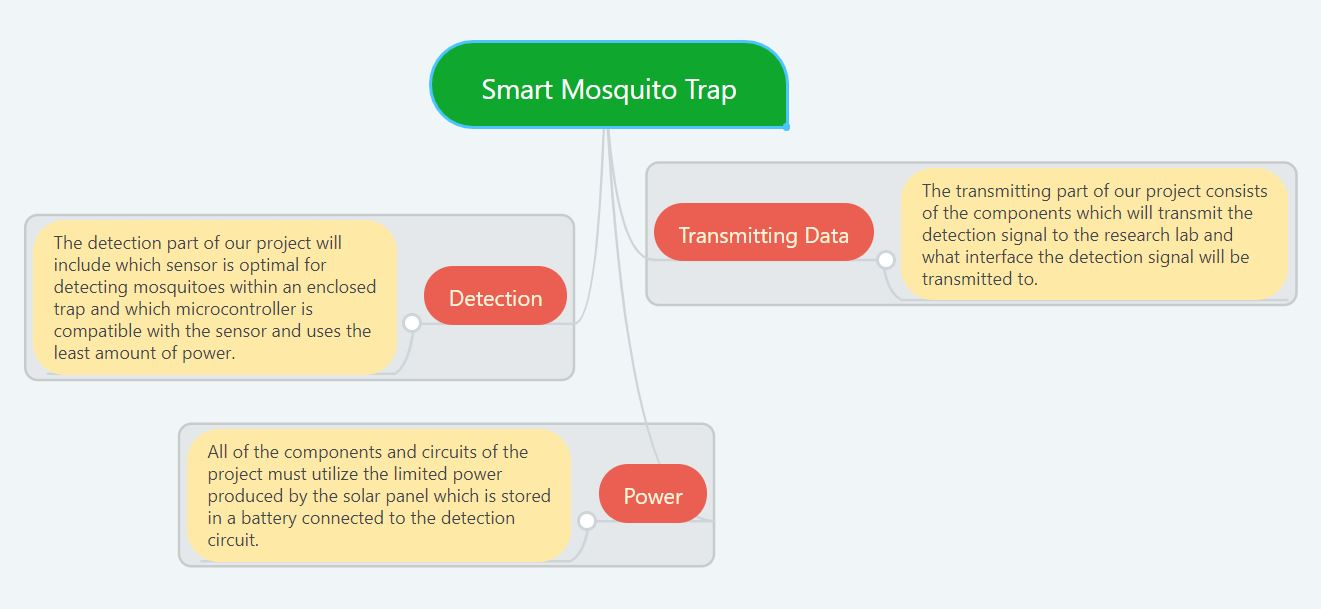 Smart Mosquito Trap
Transmitting Data
The transmitting part of our project consists
of the components which will transmit the
detection signal to the research lab and
what interface the detection signal will be
transmitted to.
The detection part of our project will
include which sensor is optimal for
detecting mosquitoes within an enclosed
trap and which microcontroller is
compatible with the sensor and uses the
least amount of power.
Detection
All of the components and circuits of the
project must utilize the limited power
produced by the solar panel which is stored
in a battery connected to the detection
circuit.
Power